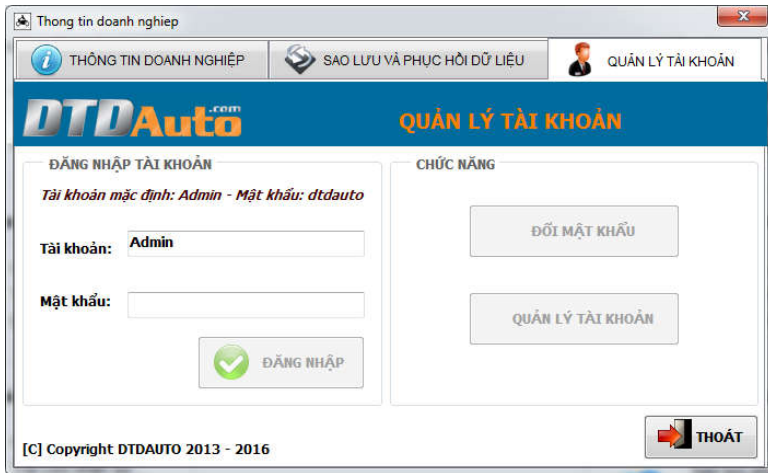 Thong tin doanh nghiep
THÔNG TIN DOANH NGHIỆP
SAO LƯU VÀ PHỤC HỒI DỮ LIỆU
QUẢN LÝ TÀI KHOẢN
DTDAuto.com
QUẢN LÝ TÀI KHOẢN
ĐĂNG NHẬP TÀI KHOẢN
Tài khoản mặc định: Admin - Mật khẩu: dtdauto
Tài khoản: Admin
Mật khẩu:
ĐĂNG NHẬP
CHỨC NĂNG
ĐỔI MẬT KHẨU
QUẢN LÝ TÀI KHOẢN
[C] Copyright DTDAUTO 2013 - 2016
THOÁT